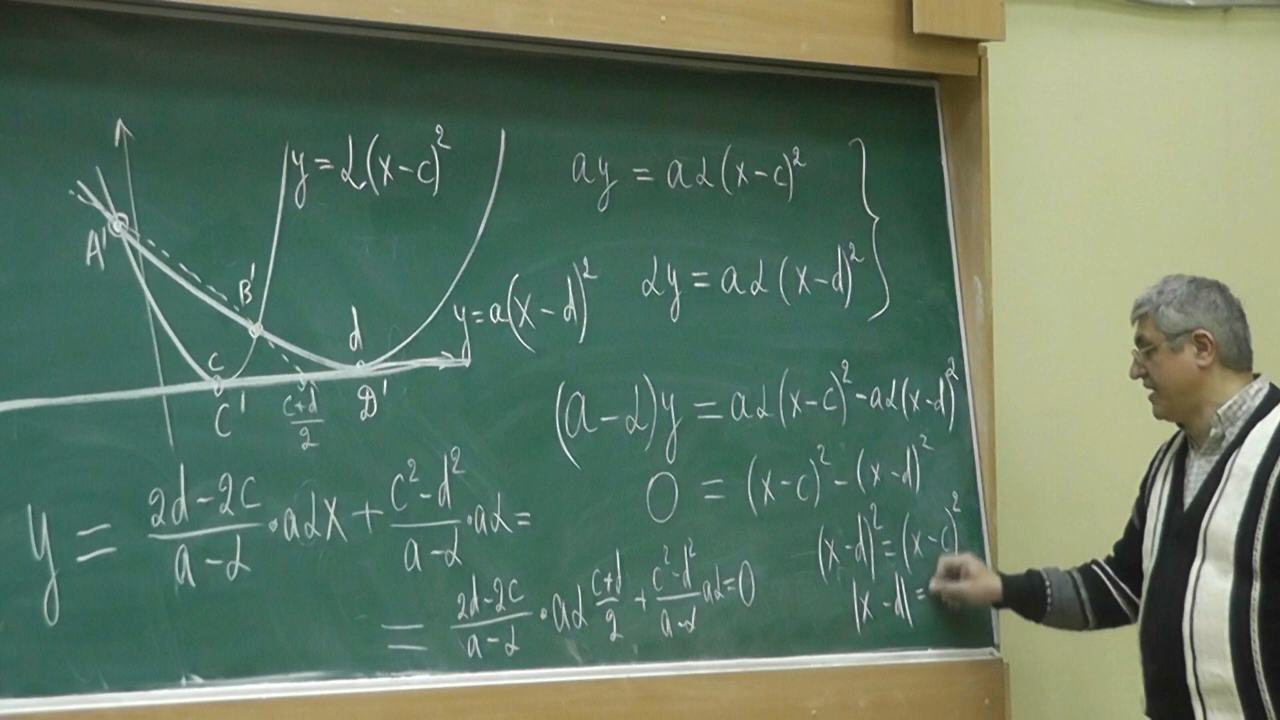 y = α(x-c)²
A'
B'
c
C'
(c+d)/2
d
D'
y = a(x-d)²
ay = aα(x-c)²
αy = aα(x-d)²
(a-α)y = aα(x-c)² - aα(x-d)²
0 = (x-c)² - (x-d)²
(x-d)² = (x-c)²
|x-d| =
y = (2d-2c)/(a-α) · aαx + (c²-d²)/(a-α) · aα =
= (2d-2c)/(a-α) · aα (c+d)/2 + (c²-d²)/(a-α) aα = 0